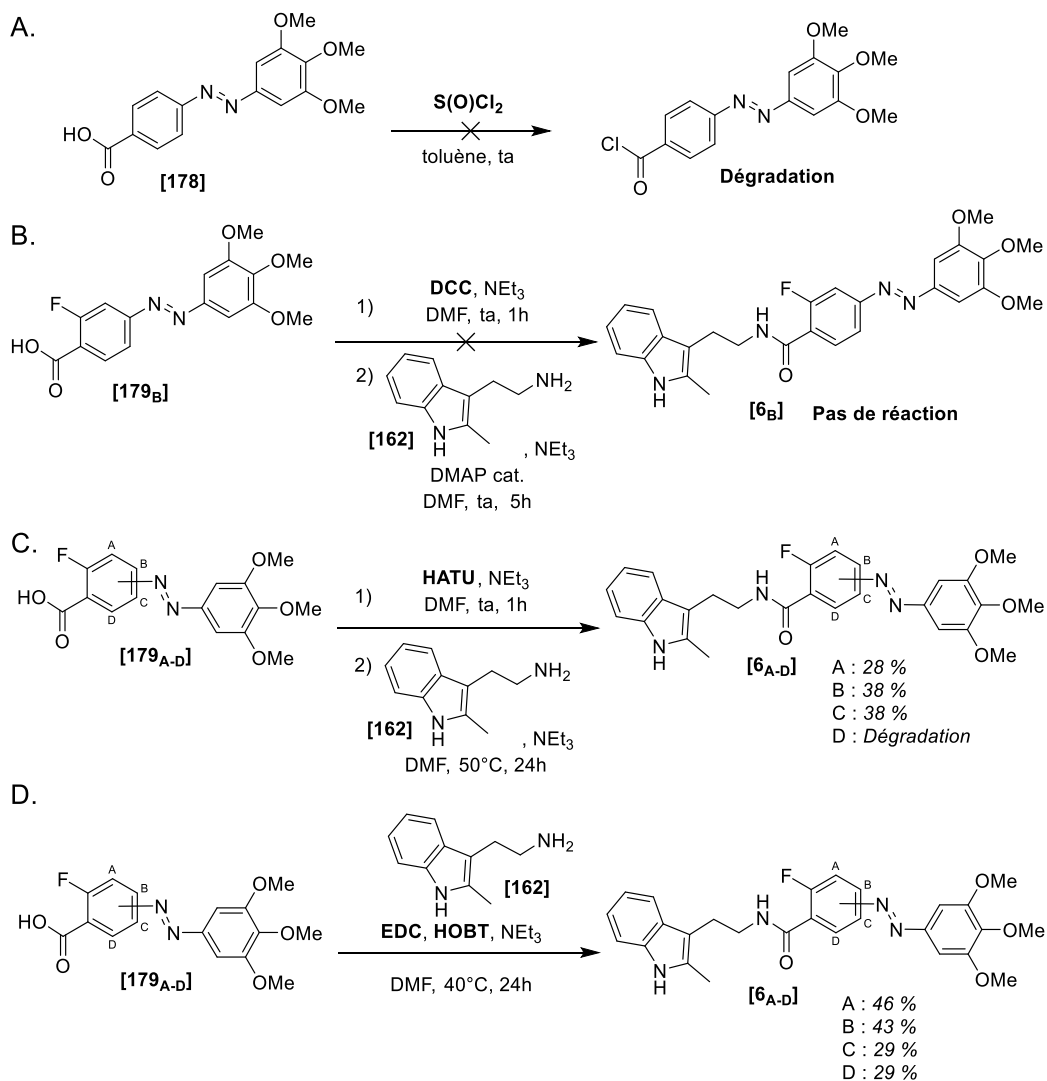 A.
OMe
OMe
OMe
N
N
HO
O
[178]
S(O)Cl2
toluène, ta
OMe
OMe
OMe
N
N
Cl
O
Dégradation
B.
OMe
OMe
OMe
F
N
N
HO
O
[179B]
1)
DCC, NEt3
DMF, ta, 1h
2)
NH2
[162]
N
H
, NEt3
DMAP cat.
DMF, ta, 5h
OMe
OMe
OMe
F
N
N
H
N
O
N
H
[6B]
Pas de réaction
C.
F
A
B
C
D
N
N
OMe
OMe
OMe
HO
O
[179A-D]
1)
HATU, NEt3
DMF, ta, 1h
2)
NH2
[162]
N
H
, NEt3
DMF, 50°C, 24h
F
A
B
C
D
N
N
OMe
OMe
OMe
H
N
O
N
H
[6A-D]
A : 28 %
B : 38 %
C : 38 %
D : Dégradation
D.
F
A
B
C
D
N
N
OMe
OMe
OMe
HO
O
[179A-D]
NH2
N
H
[162]
EDC, HOBT, NEt3
DMF, 40°C, 24h
F
A
B
C
D
N
N
OMe
OMe
OMe
H
N
O
N
H
[6A-D]
A : 46 %
B : 43 %
C : 29 %
D : 29 %